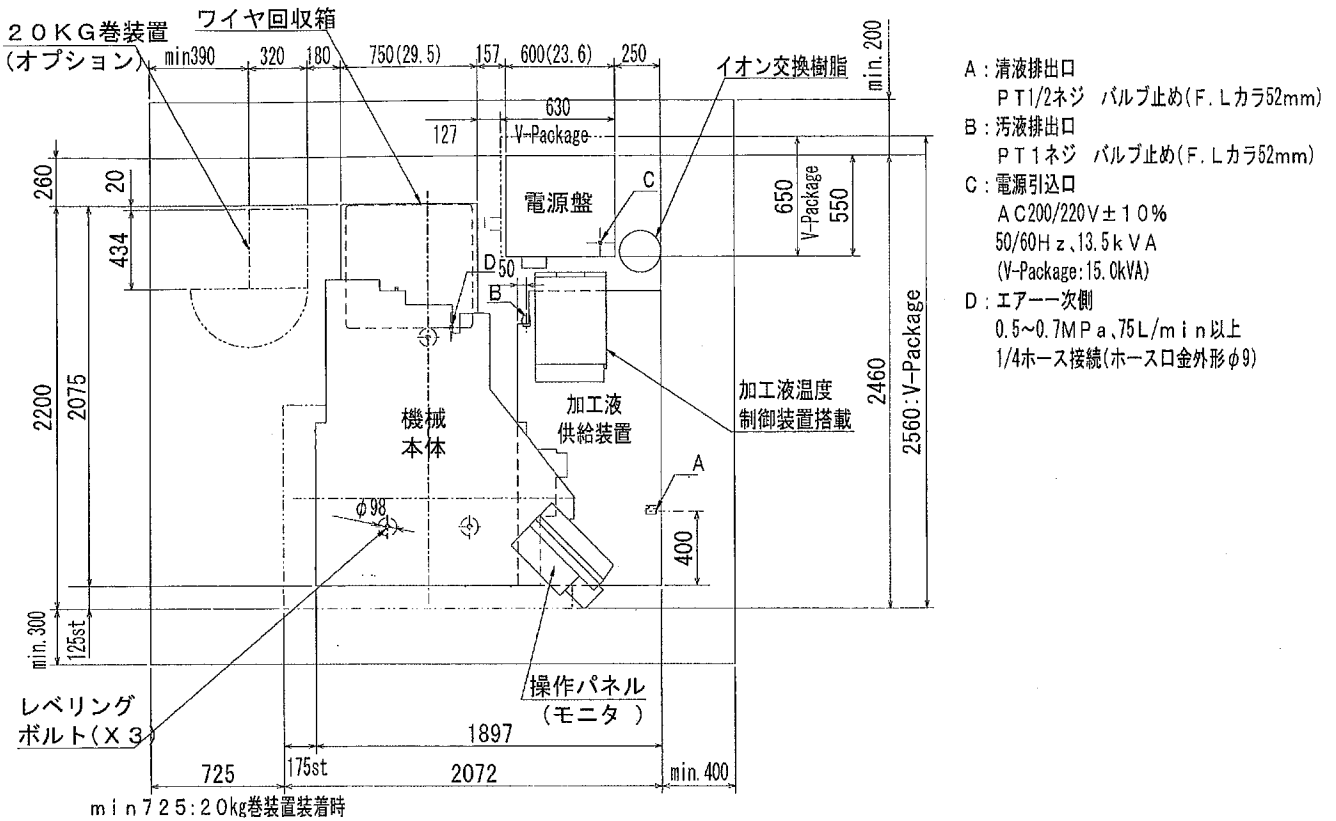 20KG巻装置
(オプション)
ワイヤ回収箱
min390
320
180
750(29.5)
157
600(23.6)
250
min.200
イオン交換樹脂
630
V-Package
127
260
20
434
2200
2075
min.300
125st
電源盤
C
650
V-Package
550
D
50
B
2460
2560:V-Package
機械
本体
加工液
供給装置
加工液温度
制御装置搭載
A
400
φ98
レベリング
ボルト(X3)
操作パネル
(モニタ )
1897
725
175st
2072
min.400
min725:20kg巻装置装着時
A:清液排出口
PT1/2ネジ バルブ止め(F.Lカラ52mm)
B:汚液排出口
PT1ネジ バルブ止め(F.Lカラ52mm)
C:電源引込口
AC200/220V±10%
50/60Hz、13.5kVA
(V-Package:15.0kVA)
D:エアー一次側
0.5~0.7MPa、75L/min以上
1/4ホース接続(ホース口金外形φ9)